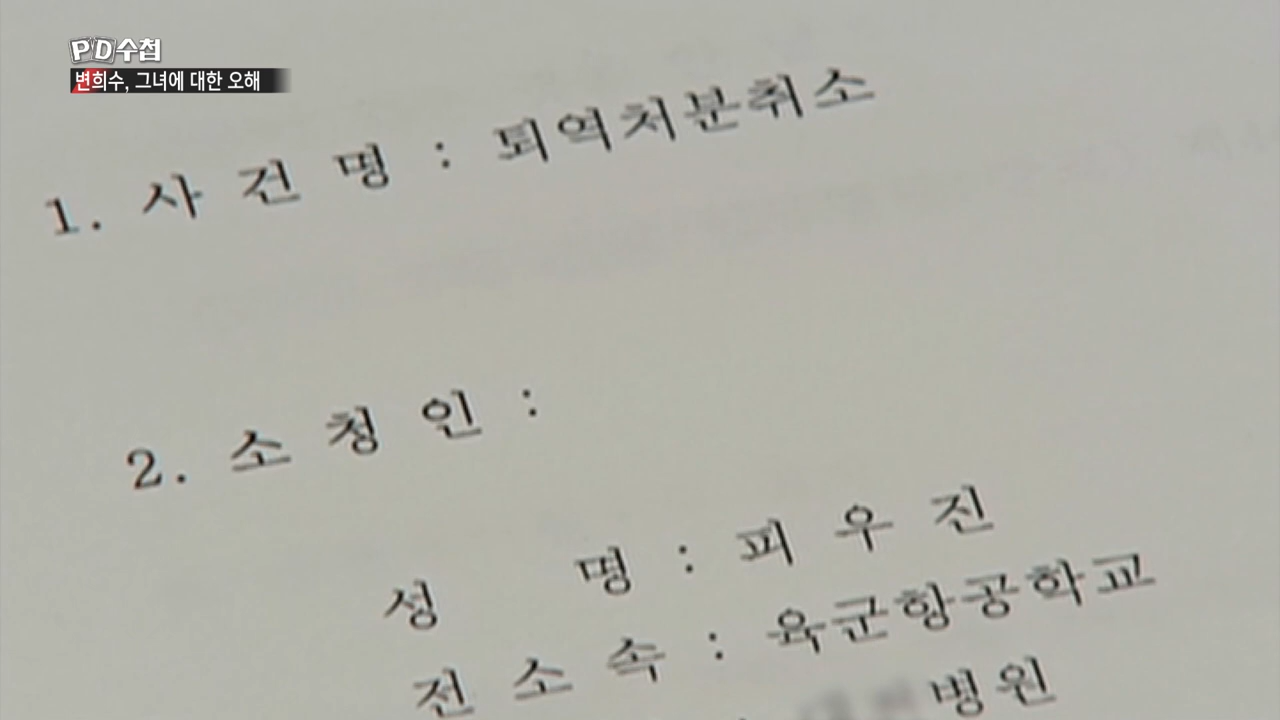 PD수첩
변희수, 그녀에 대한 오해
1. 사 건 명 : 퇴역처분취소
2. 소 청 인 :
성 명 : 피 우 진
전 소 속 : 육군항공학교
병원